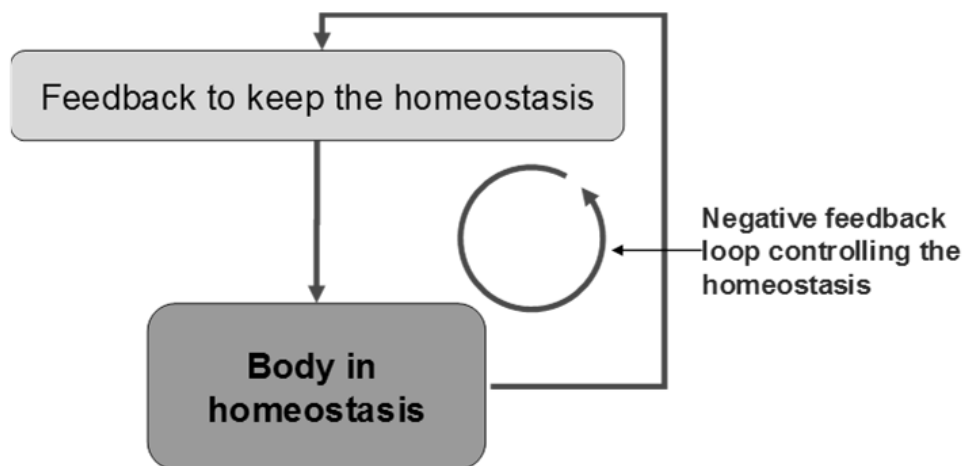 Feedback to keep the homeostasis
Negative feedback
loop controlling the
homeostasis
Body in
homeostasis